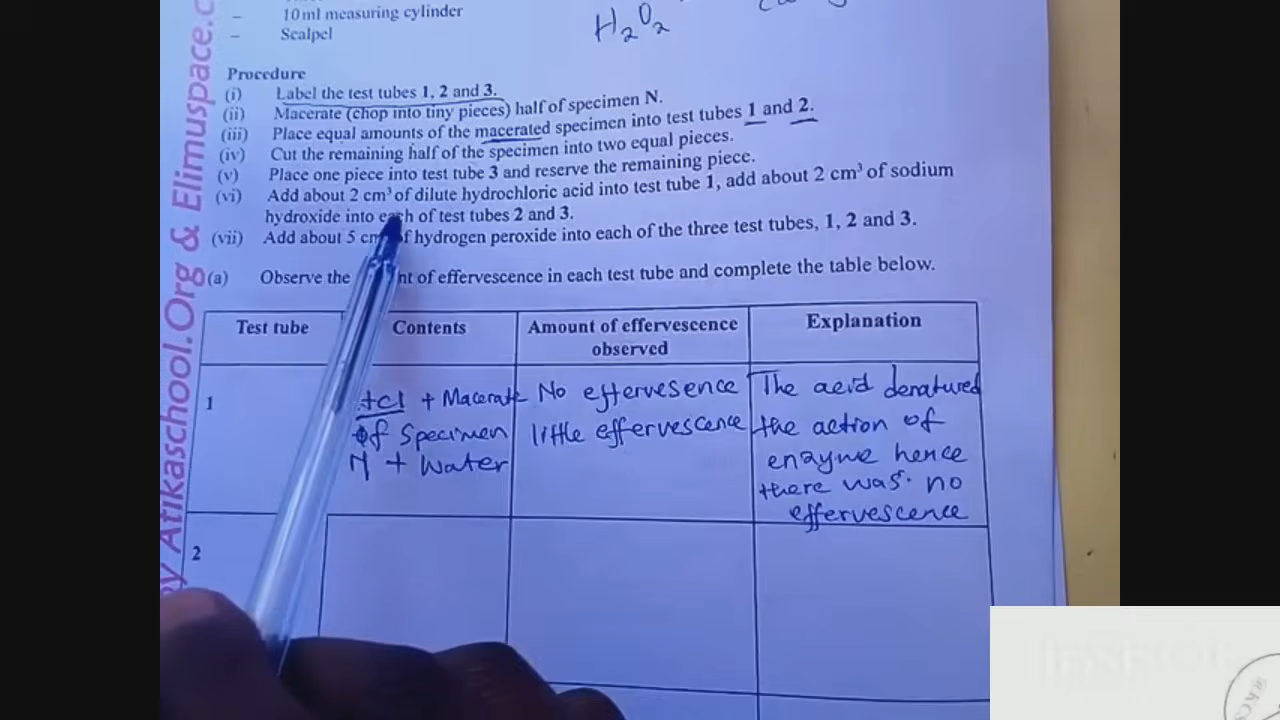 – 10ml measuring cylinder
– Scalpel
H₂O₂
Procedure
(i) Label the test tubes 1, 2 and 3.
(ii) Macerate (chop into tiny pieces) half of specimen N.
(iii) Place equal amounts of the macerated specimen into test tubes 1 and 2.
(iv) Cut the remaining half of the specimen into two equal pieces.
(v) Place one piece into test tube 3 and reserve the remaining piece.
(vi) Add about 2 cm³ of dilute hydrochloric acid into test tube 1, add about 2 cm³ of sodium
hydroxide into each of test tubes 2 and 3.
(vii) Add about 5 of hydrogen peroxide into each of the three test tubes, 1, 2 and 3.
(a) Observe the of effervescence in each test tube and complete the table below.
Test tube Contents Amount of effervescence
observed Explanation
1
HCl + Macerate
of Specimen
N + Water
No effervesence
little effervescence
The acid denatured
the action of
enzyme hence
there was no
effervescence
2
by Atikaschool.Org & Elimuspace.c